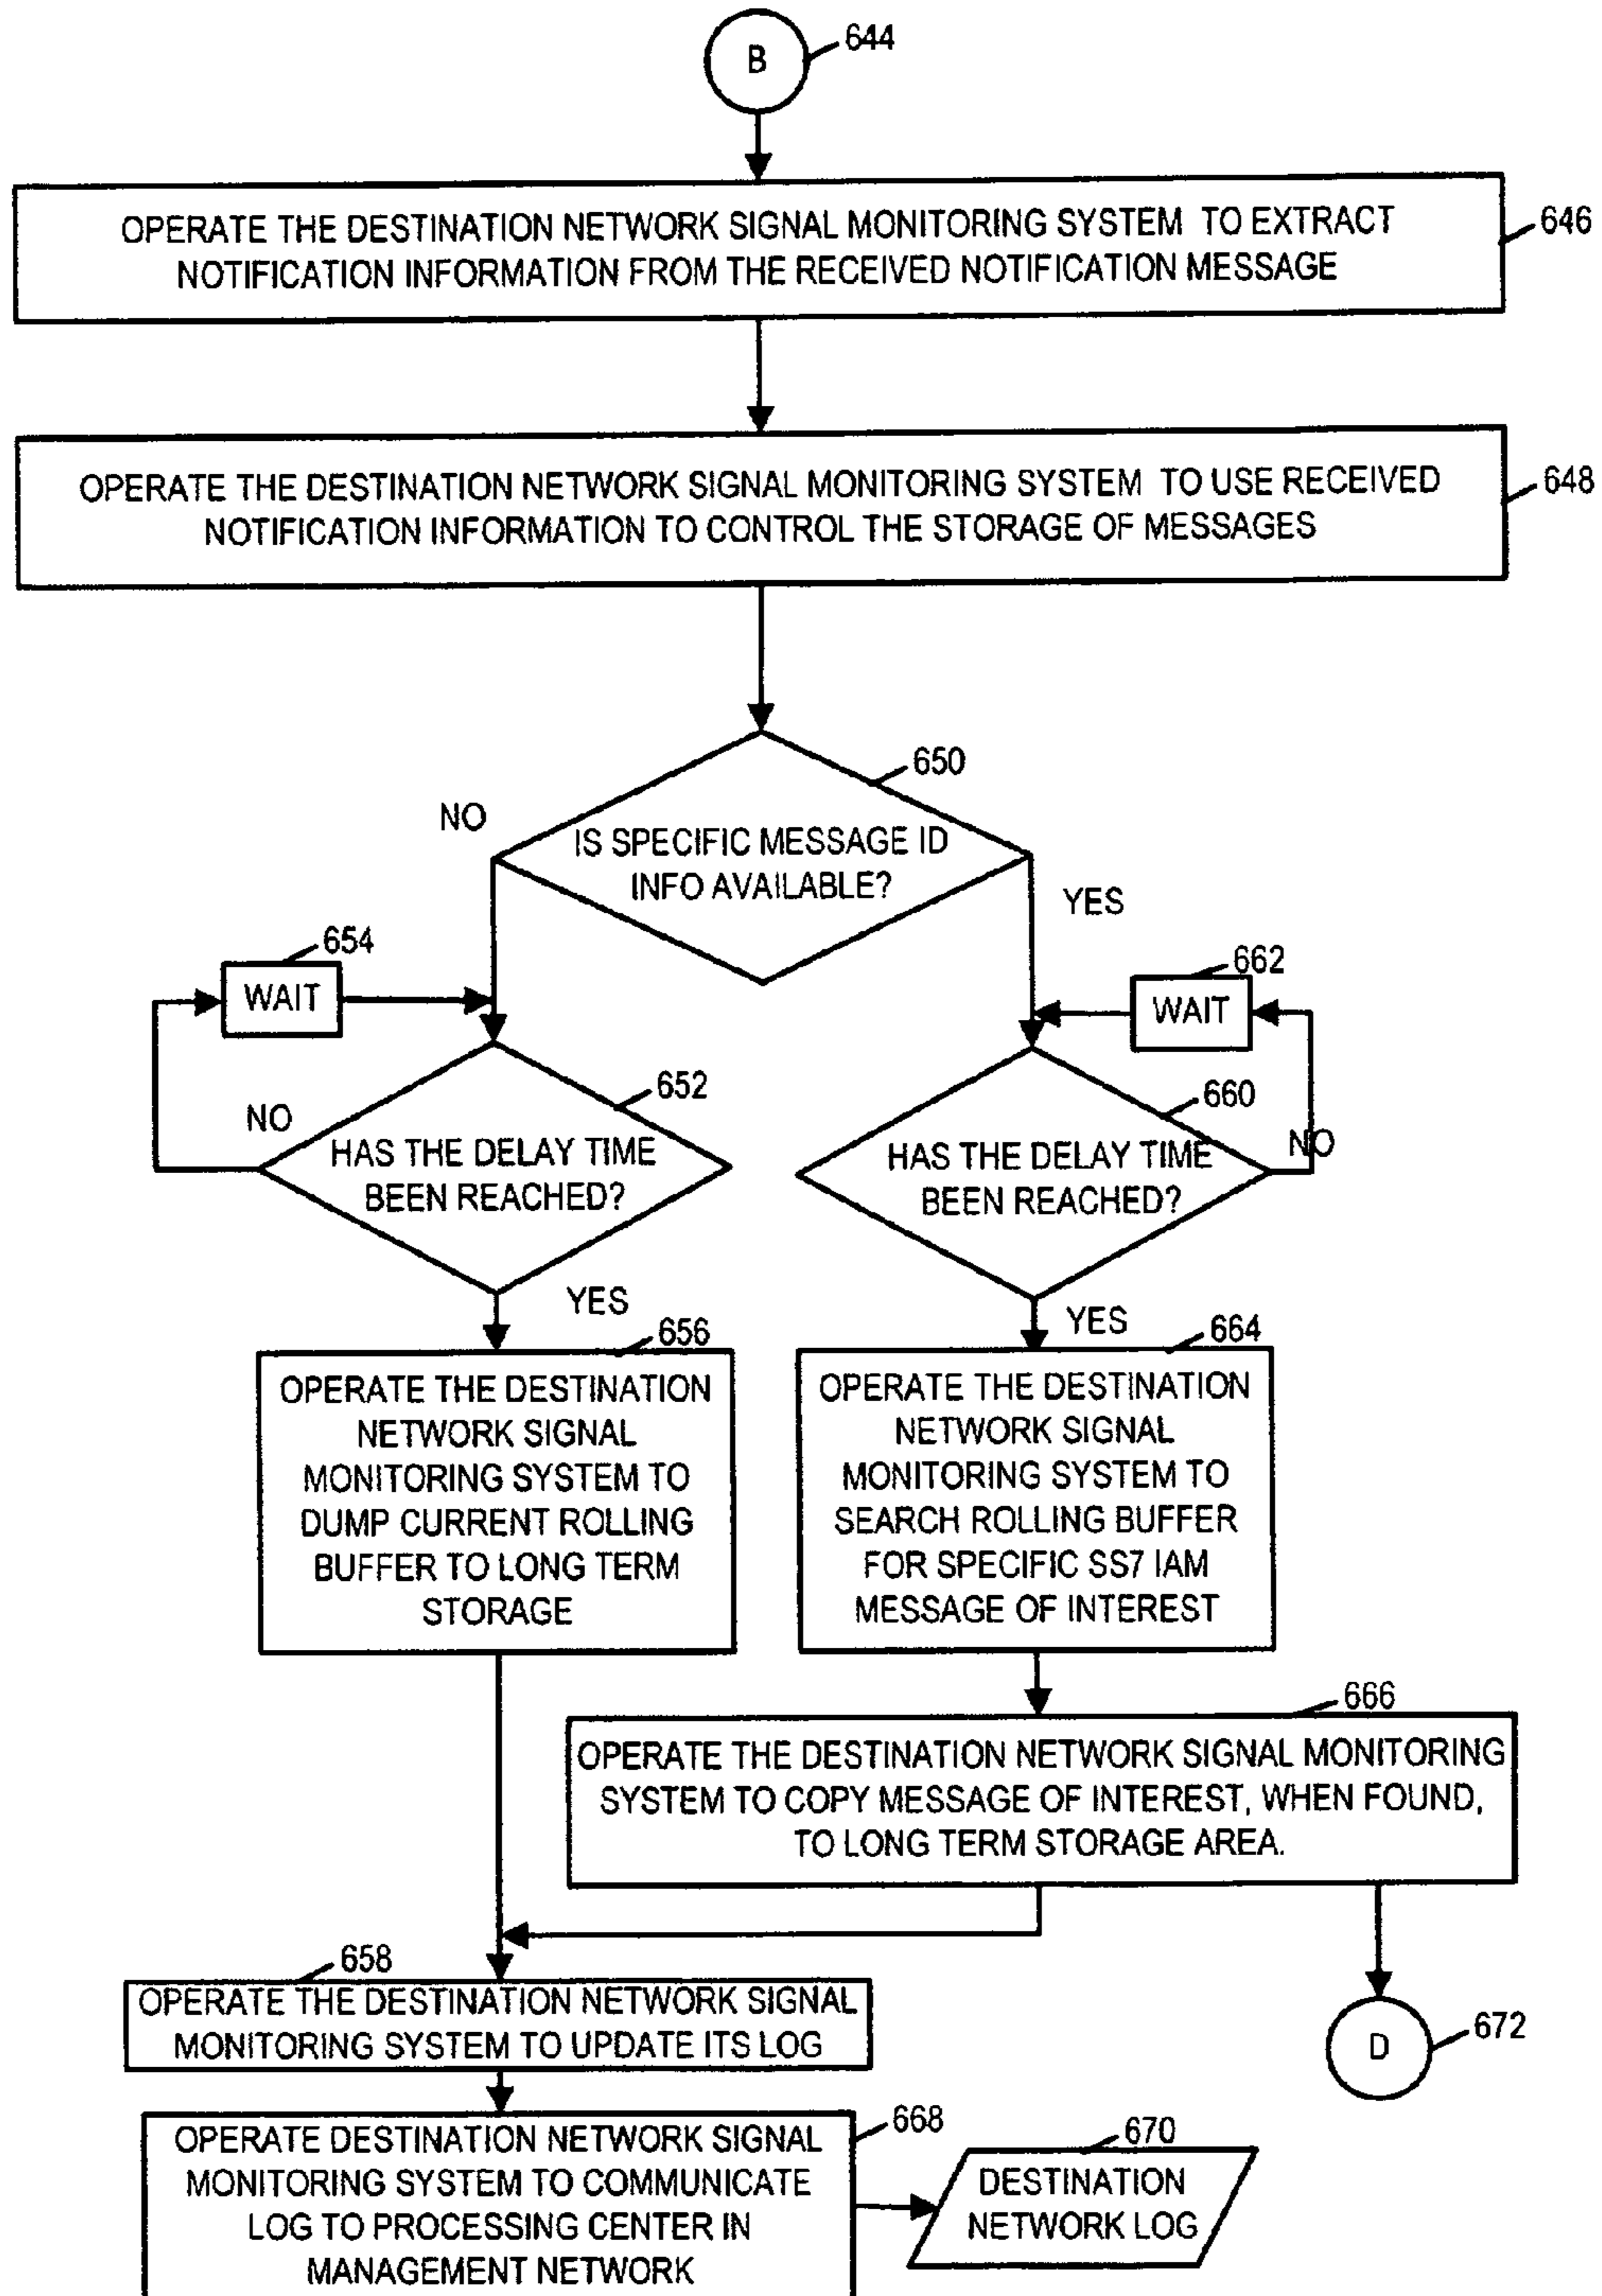 B
644
OPERATE THE DESTINATION NETWORK SIGNAL MONITORING SYSTEM TO EXTRACT
NOTIFICATION INFORMATION FROM THE RECEIVED NOTIFICATION MESSAGE
646
OPERATE THE DESTINATION NETWORK SIGNAL MONITORING SYSTEM TO USE RECEIVED
NOTIFICATION INFORMATION TO CONTROL THE STORAGE OF MESSAGES
648
650
NO
IS SPECIFIC MESSAGE ID
INFO AVAILABLE?
YES
654
WAIT
662
WAIT
652
NO
HAS THE DELAY TIME
BEEN REACHED?
YES
660
NO
HAS THE DELAY TIME
BEEN REACHED?
YES
656
OPERATE THE DESTINATION
NETWORK SIGNAL
MONITORING SYSTEM TO
DUMP CURRENT ROLLING
BUFFER TO LONG TERM
STORAGE
664
OPERATE THE DESTINATION
NETWORK SIGNAL
MONITORING SYSTEM TO
SEARCH ROLLING BUFFER
FOR SPECIFIC SS7 IAM
MESSAGE OF INTEREST
666
OPERATE THE DESTINATION NETWORK SIGNAL MONITORING
SYSTEM TO COPY MESSAGE OF INTEREST, WHEN FOUND,
TO LONG TERM STORAGE AREA.
658
OPERATE THE DESTINATION NETWORK SIGNAL
MONITORING SYSTEM TO UPDATE ITS LOG
D
672
668
OPERATE DESTINATION NETWORK SIGNAL
MONITORING SYSTEM TO COMMUNICATE
LOG TO PROCESSING CENTER IN
MANAGEMENT NETWORK
670
DESTINATION
NETWORK LOG